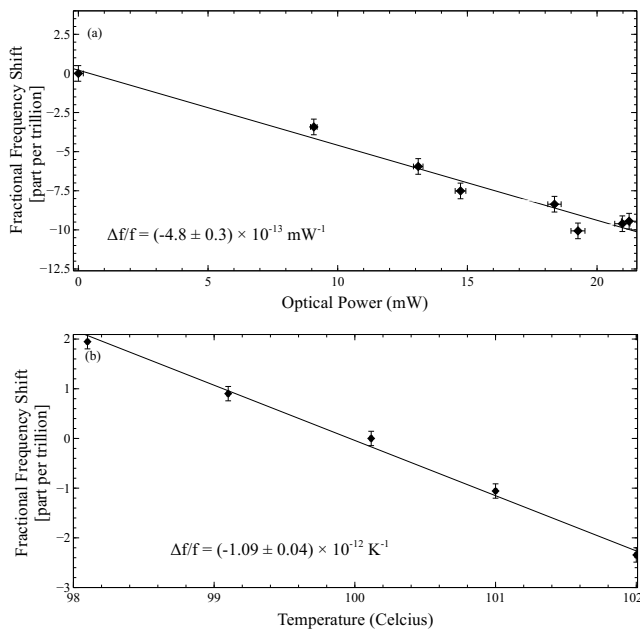 (a)
2.5
0
−2.5
−5
−7.5
−10
−12.5
Fractional Frequency Shift
[part per trillion]
Δf/f = (-4.8 ± 0.3) × 10⁻¹³ mW⁻¹
0 5 10 15 20
Optical Power (mW)
(b)
2
1
0
−1
−2
−3
Fractional Frequency Shift
[part per trillion]
Δf/f = (-1.09 ± 0.04) × 10⁻¹² K⁻¹
98 99 100 101 102
Temperature (Celcius)